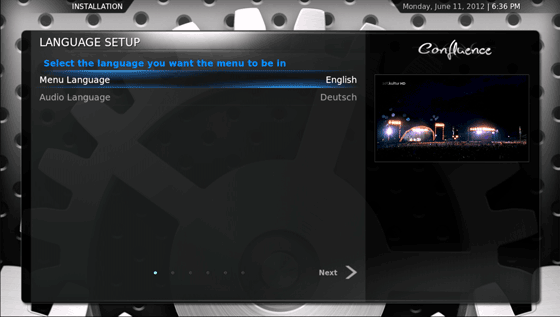 INSTALLATION
Monday, June 11, 2012 | 6:36 PM
LANGUAGE SETUP
Confluence
Select the language you want the menu to be in
Menu Language English
Audio Language Deutsch
Next